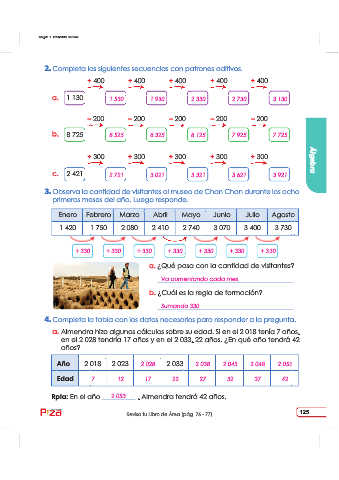 2. Completa las siguientes secuencias con patrones aditivos.
+ 400 + 400 + 400 + 400 + 400
a. 1 130 1 530 1 930 2 330 2 730 3 130
– 200 – 200 – 200 – 200 – 200
b. 8 725 8 525 8 325 8 125 7 925 7 725
+ 300 + 300 + 300 + 300 + 300
c. 2 421 2 721 3 021 3 321 3 621 3 921
Álgebra
3. Observa la cantidad de visitantes al museo de Chan Chan durante los ocho
primeros meses del año. Luego responde.
Enero Febrero Marzo Abril Mayo Junio Julio Agosto
1 420 1 750 2 080 2 410 2 740 3 070 3 400 3 730
+ 330 + 330 + 330 + 330 + 330 + 330 + 330
a. ¿Qué pasa con la cantidad de visitantes?
Va aumentando cada mes
b. ¿Cuál es la regla de formación?
Sumando 330
4. Completa la tabla con los datos necesarios para responder a la pregunta.
a. Almendra hizo algunos cálculos sobre su edad. Si en el 2 018 tenía 7 años,
en el 2 028 tendría 17 años y en el 2 033, 22 años. ¿En qué año tendrá 42
años?
Año 2 018 2 023 2 028 2 033 2 038 2 043 2 048 2 053
Edad 7 12 17 22 27 32 37 42
Rpta: En el año 2 053, Almendra tendrá 42 años.
Revisa tu Libro de Área (pág. 76 - 77)
125